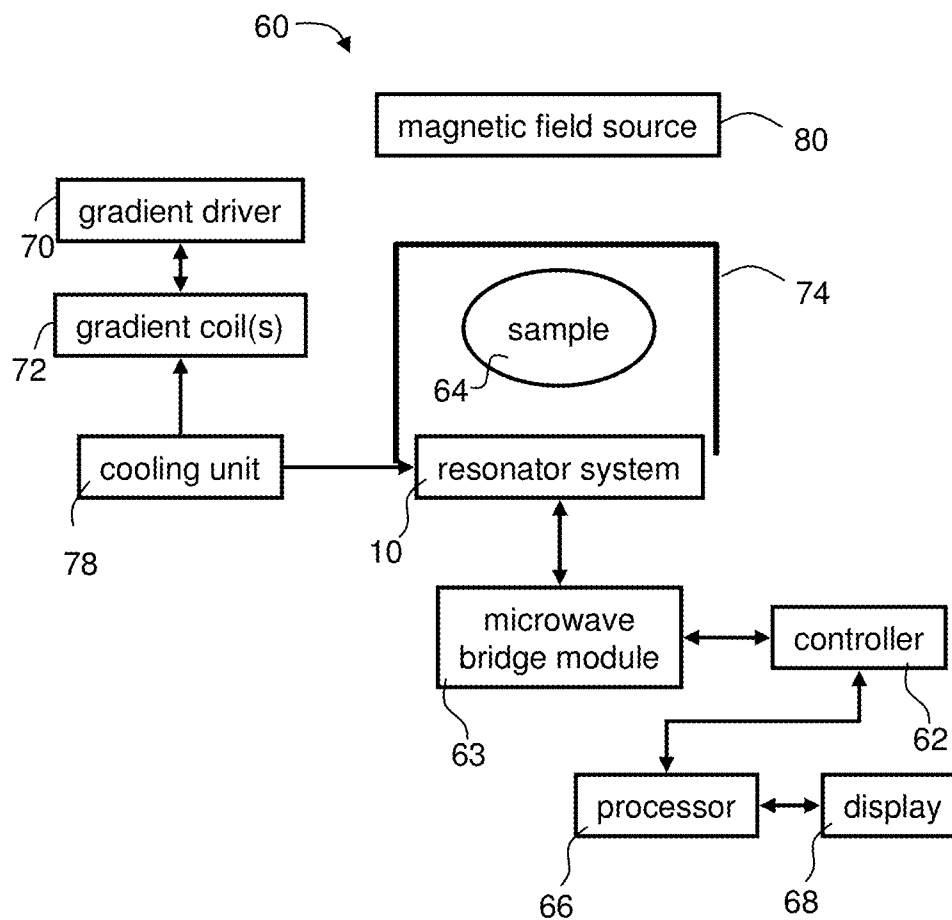 60
magnetic field source
80
gradient driver
70
74
gradient coil(s)
72
sample
64
cooling unit
resonator system
78
10
microwave
bridge module
controller
63
62
processor
display
66
68